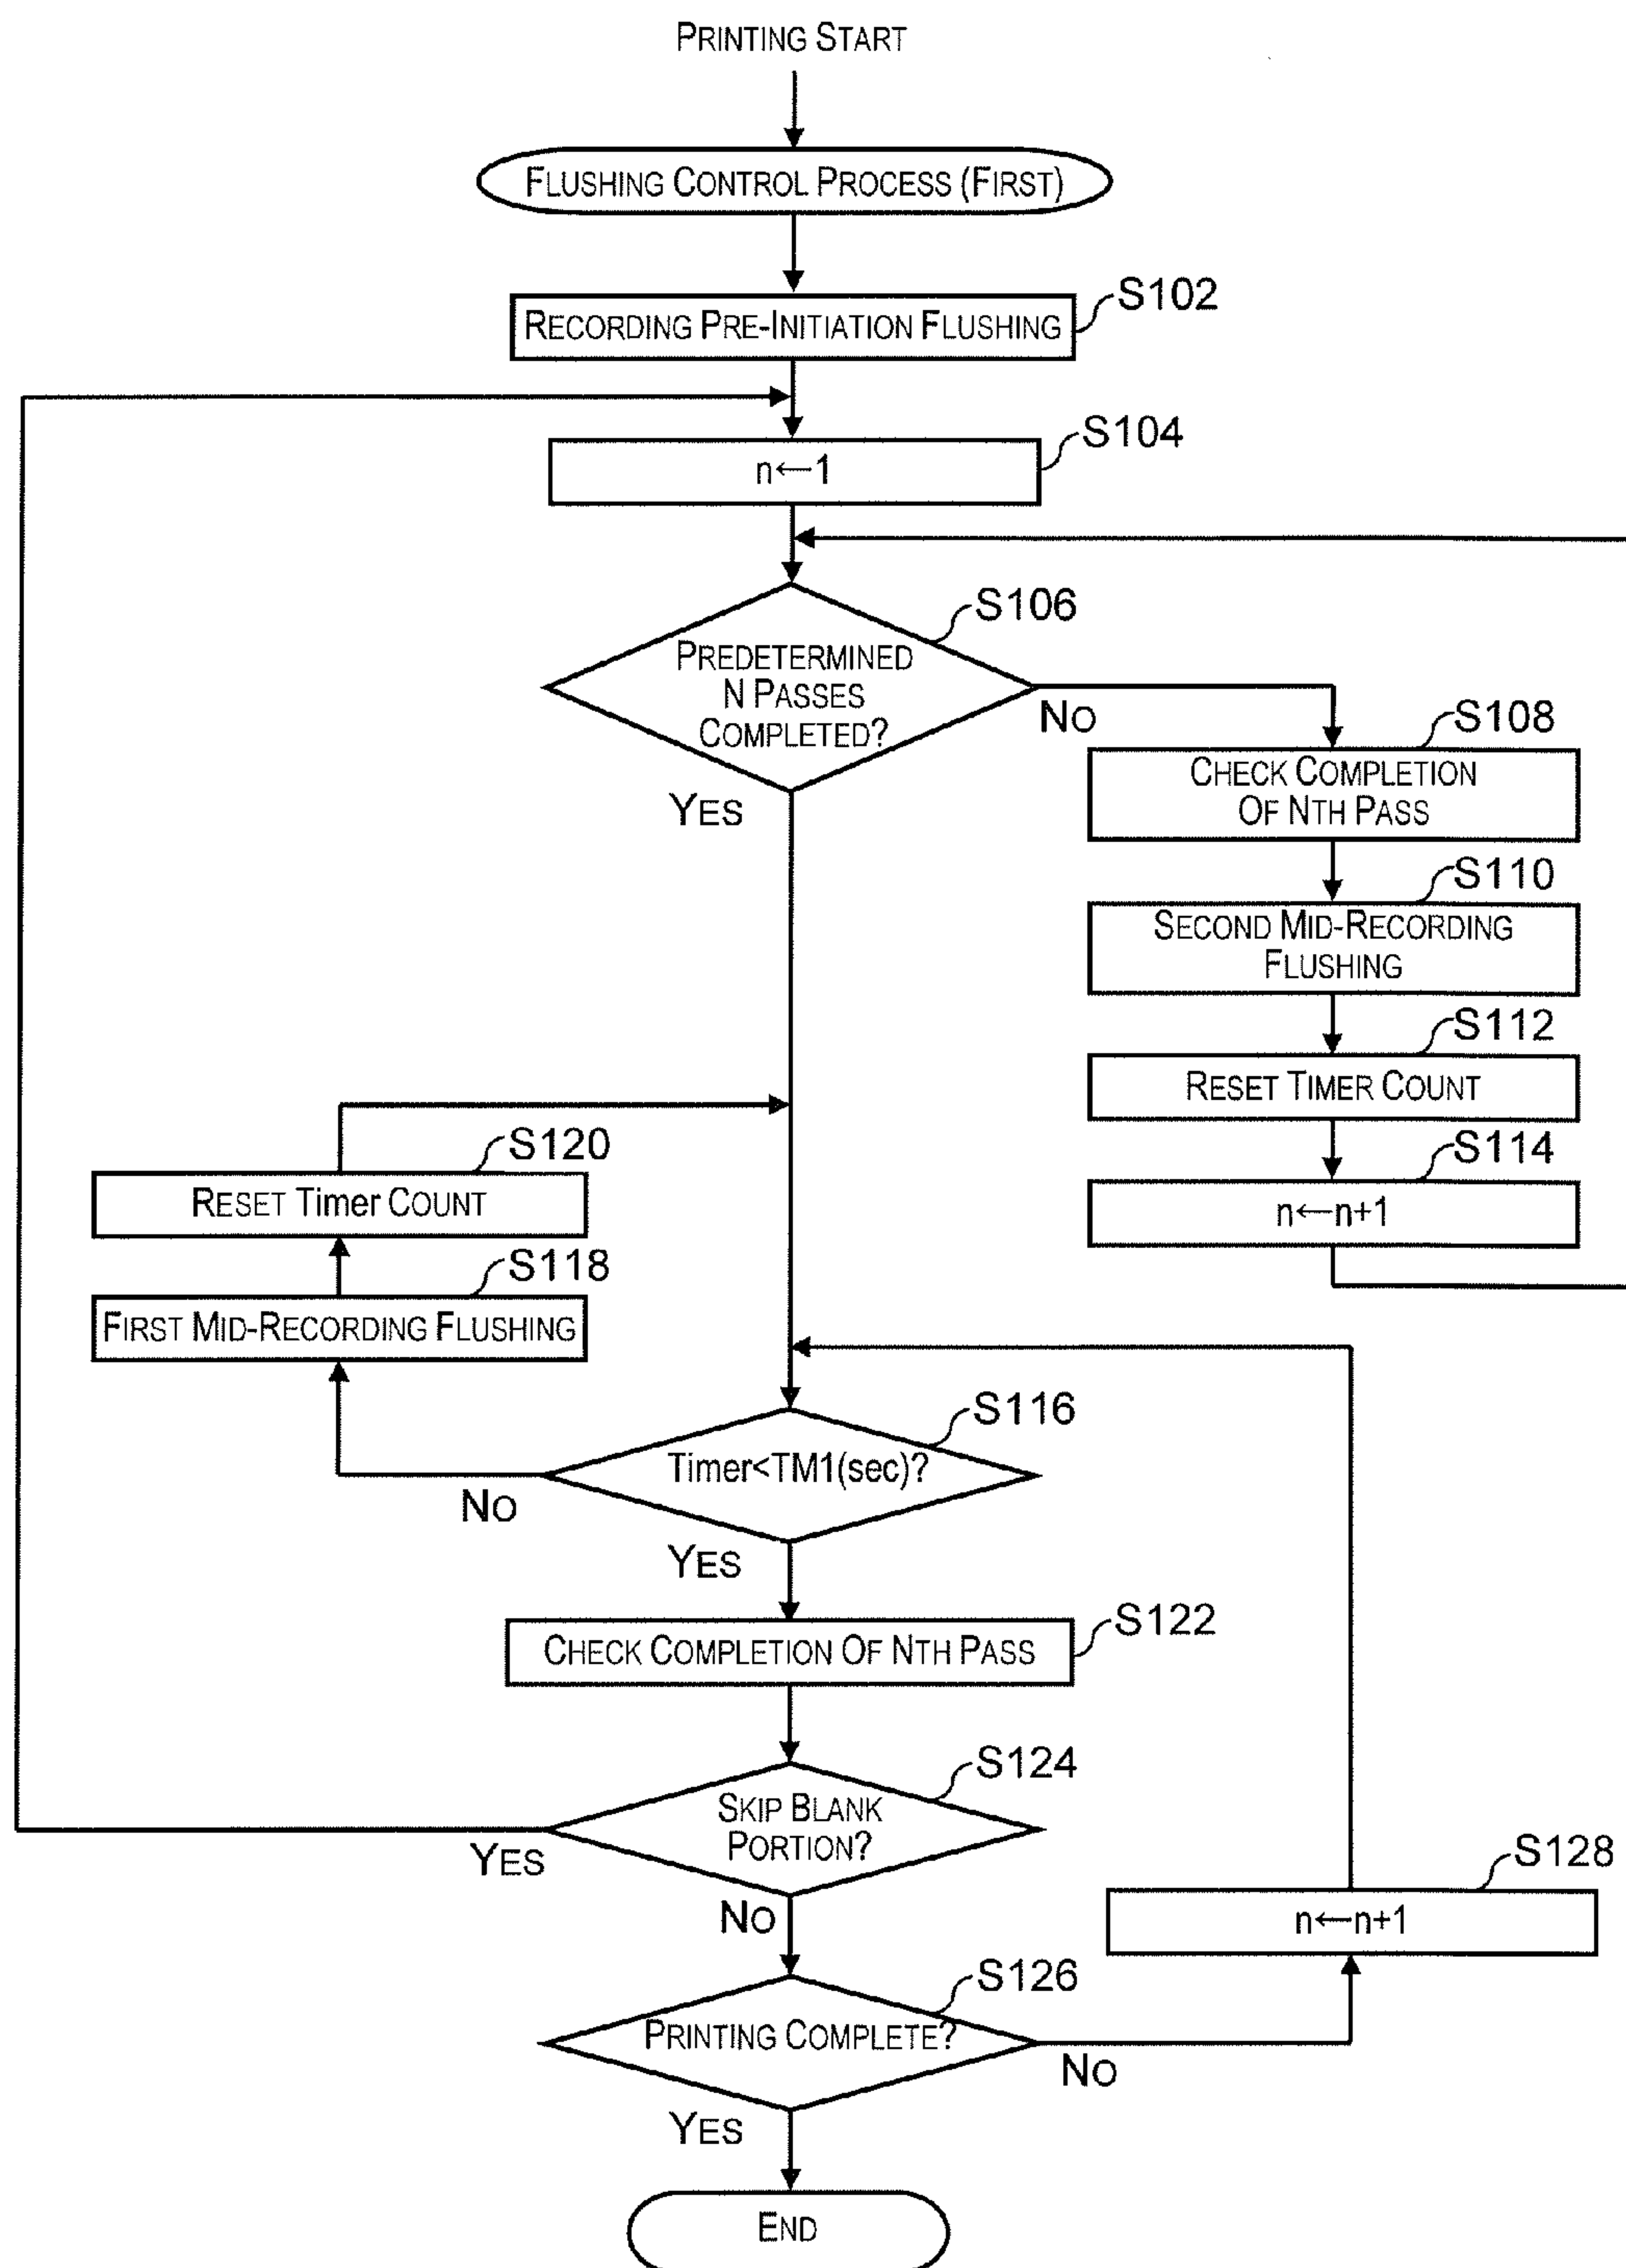 PRINTING START
FLUSHING CONTROL PROCESS (FIRST)
S102
RECORDING PRE-INITIATION FLUSHING
S104
n←1
S106
PREDETERMINED
N PASSES
COMPLETED?
NO
YES
S108
CHECK COMPLETION
OF NTH PASS
S110
SECOND MID-RECORDING
FLUSHING
S112
RESET TIMER COUNT
S114
n←n+1
S120
RESET Timer COUNT
S118
FIRST MID-RECORDING FLUSHING
S116
Timer<TM1(sec)?
NO
YES
S122
CHECK COMPLETION OF NTH PASS
S124
SKIP BLANK
PORTION?
YES
NO
S128
n←n+1
S126
PRINTING COMPLETE?
NO
YES
END